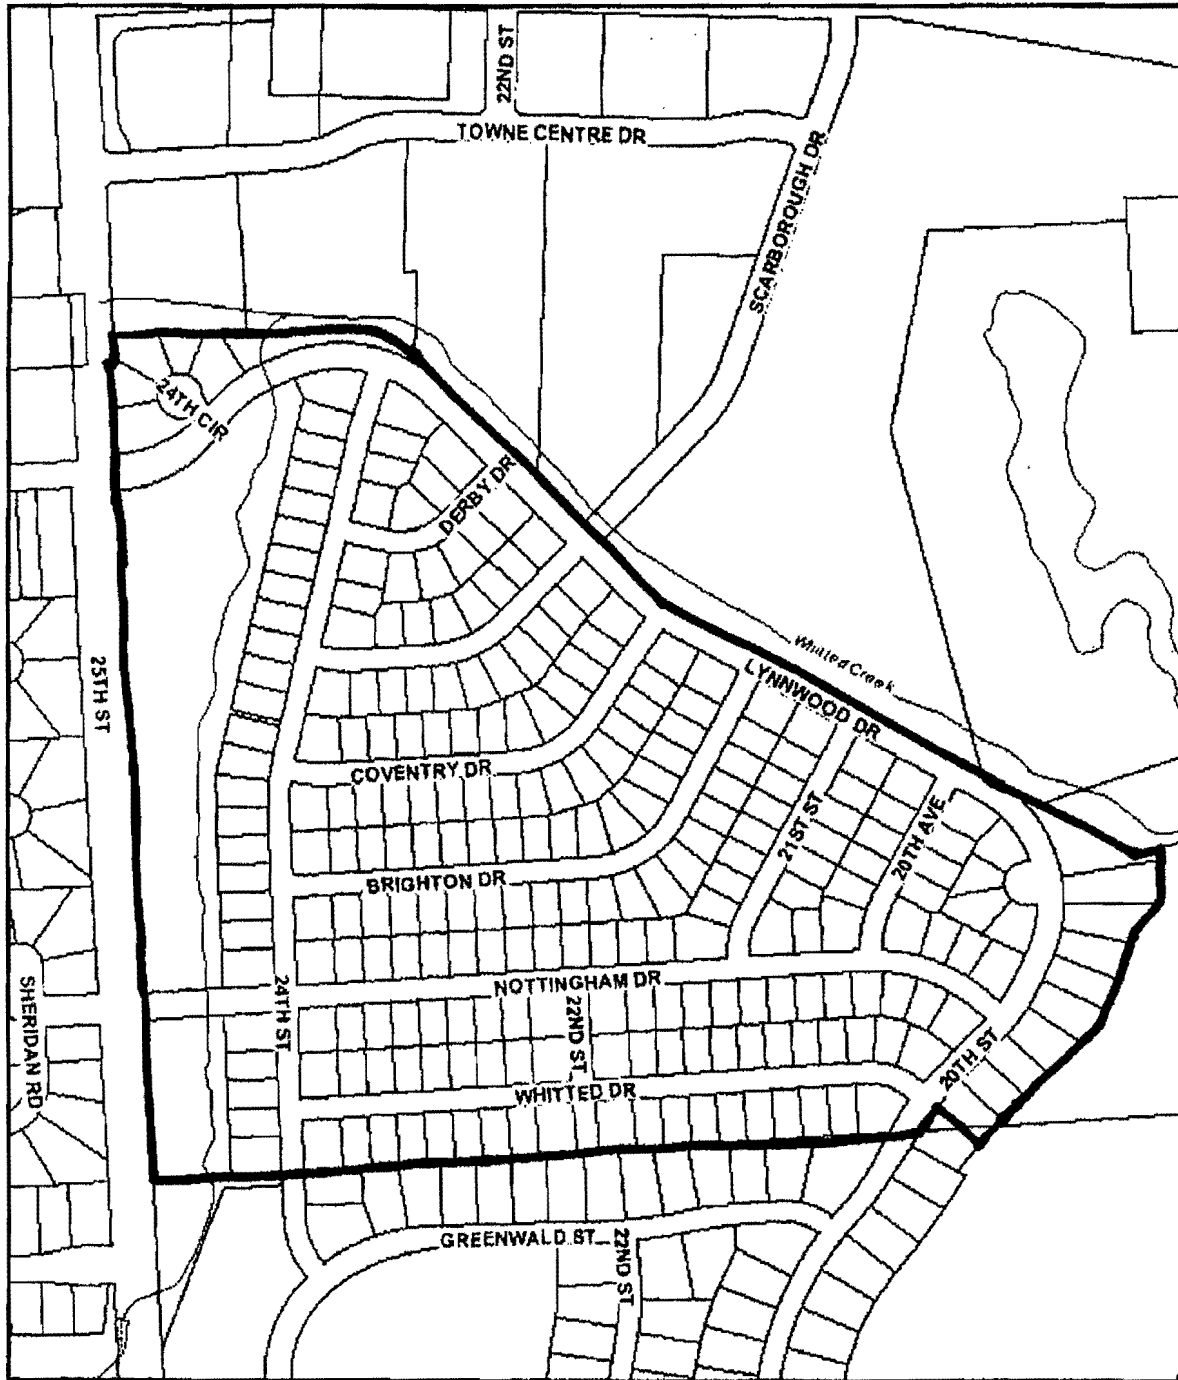 22ND ST
TOWNE CENTRE DR
SCARBOROUGH DR
24TH CIR
DERBY DR
Whitted Creek
LYNNWOOD DR
25TH ST
COVENTRY DR
21ST ST
20TH AVE
BRIGHTON DR
NOTTINGHAM DR
SHERIDAN RD
24TH ST
22ND ST
20TH ST
WHITTED DR
GREENWALD ST
22ND ST